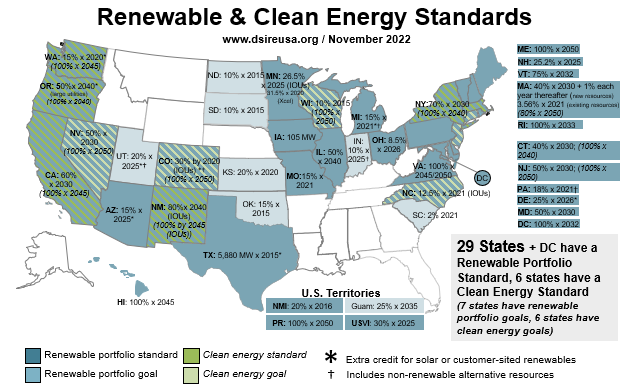 Renewable & Clean Energy Standards
www.dsireusa.org / November 2022
WA: 15% x 2020*
(100% x 2045)
OR: 50% x 2040*
(large utilities)
(100% x 2040)
NV: 50% x
2030
(100% x 2050)
CA: 60%
x 2030
(100% x 2045)
UT: 20% x
2025*†
AZ: 15% x
2025*
CO: 30% by 2020
(IOUs) *†
(100% x 2050)
NM: 80%x 2040
(IOUs)
(100% by 2045
(IOUs))
ND: 10% x 2015
SD: 10% x 2015
KS: 20% x 2020
OK: 15% x
2015
TX: 5,880 MW x 2015*
HI: 100% x 2045
MN: 26.5%
x 2025 (IOUs)
31.5% x 2020
(Xcel)
IA: 105 MW
MO:15% x
2021
WI: 10% 2015
(100% x
2050)
IL: 50%
x 2040
MI: 15% x
2021*†
IN:
10% x
2025†
OH: 8.5%
x 2026
NY:70% x 2030
(100% x 2040)
VA: 100% x
2045/2050
NC: 12.5% x 2021 (IOUs)
SC: 2% 2021
DC
ME: 100% x 2050
NH: 25.2% x 2025
VT: 75% x 2032
MA: 40% x 2030 + 1% each
year thereafter (new resources)
3.56% x 2021 (existing resources)
(80% x 2050)
RI: 100% x 2033
CT: 40% x 2030; (100% x
2040)
NJ: 50% x 2030; (100% x
2050)
PA: 18% x 2021†
DE: 25% x 2026*
MD: 50% x 2030
DC: 100% x 2032
29 States + DC have a
Renewable Portfolio
Standard, 6 states have a
Clean Energy Standard
(7 states have renewable
portfolio goals, 6 states have
clean energy goals)
U.S. Territories
NMI: 20% x 2016
Guam: 25% x 2035
PR: 100% x 2050
USVI: 30% x 2025
Renewable portfolio standard
Clean energy standard
* Extra credit for solar or customer-sited renewables
Renewable portfolio goal
Clean energy goal
† Includes non-renewable alternative resources